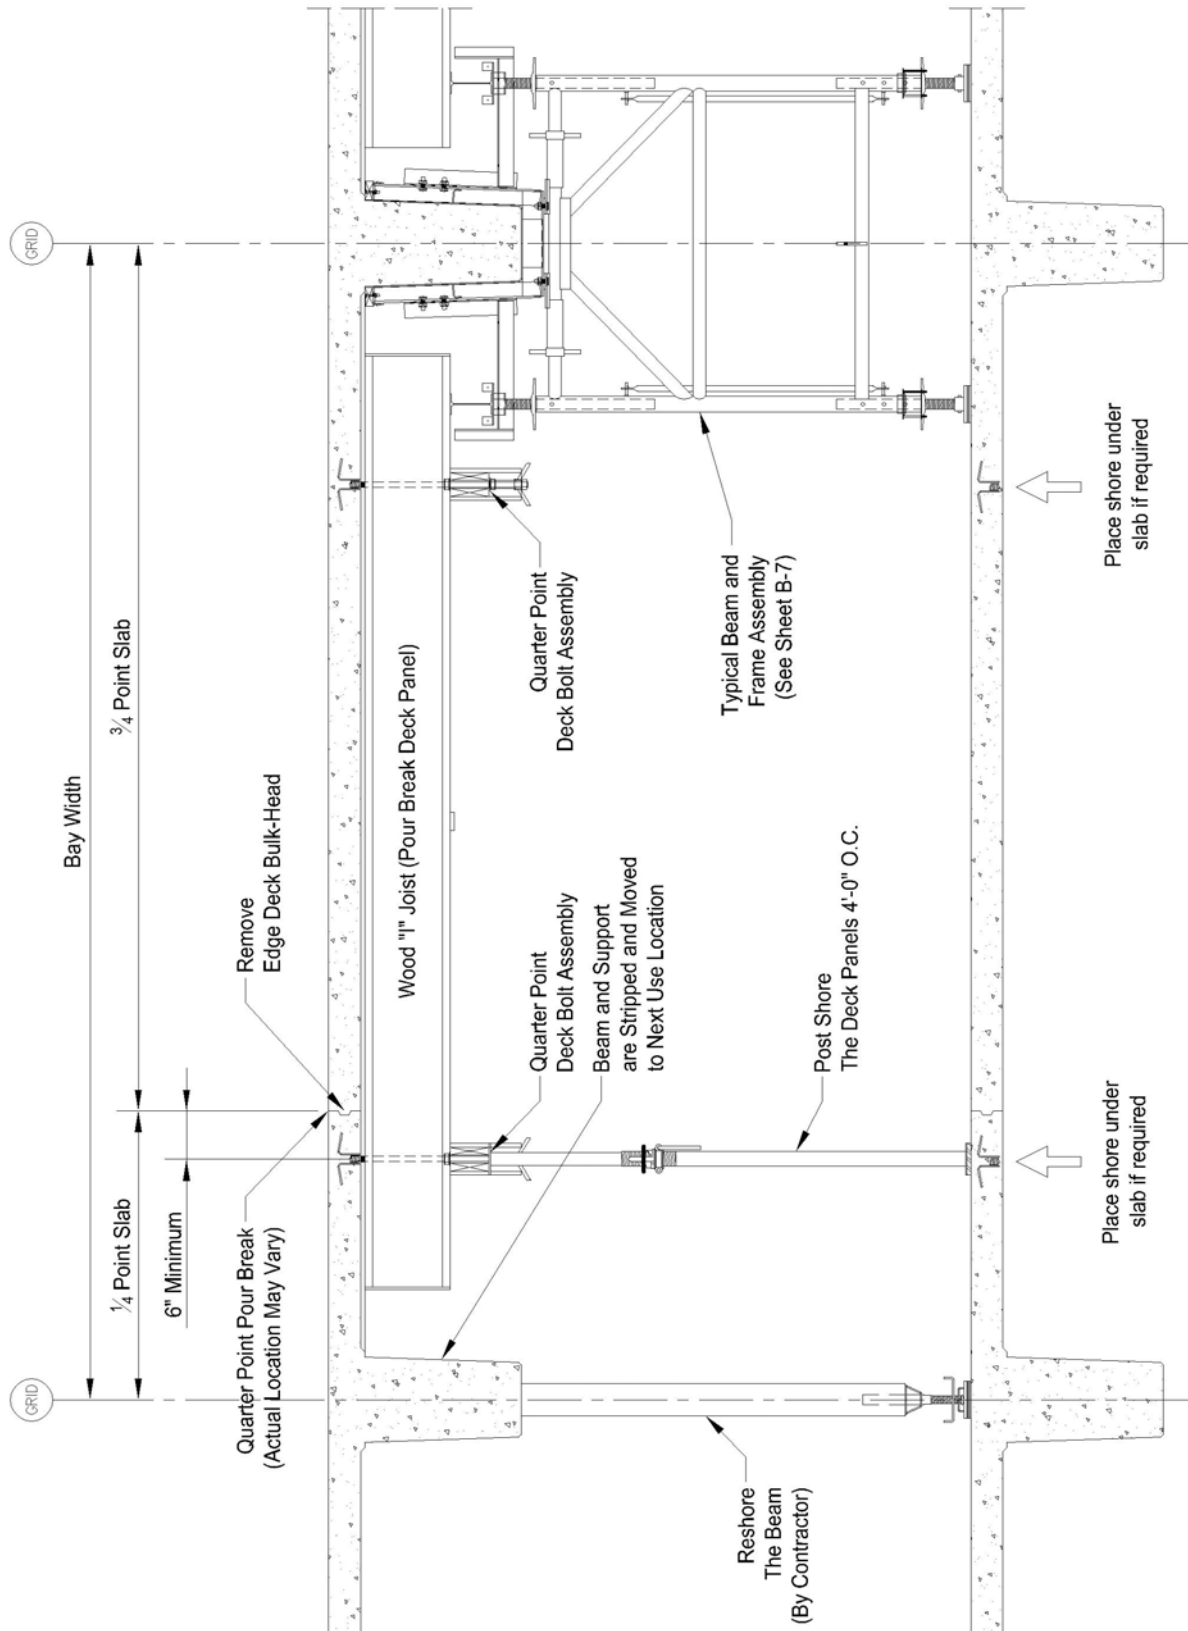 GRID
GRID
Bay Width
¼ Point Slab
¾ Point Slab
6" Minimum
Quarter Point Pour Break
(Actual Location May Vary)
Remove
Edge Deck Bulk-Head
Wood "I" Joist (Pour Break Deck Panel)
Quarter Point
Deck Bolt Assembly
Beam and Support
are Stripped and Moved
to Next Use Location
Quarter Point
Deck Bolt Assembly
Post Shore
The Deck Panels 4'-0" O.C.
Typical Beam and
Frame Assembly
(See Sheet B-7)
Reshore
The Beam
(By Contractor)
Place shore under
slab if required
Place shore under
slab if required